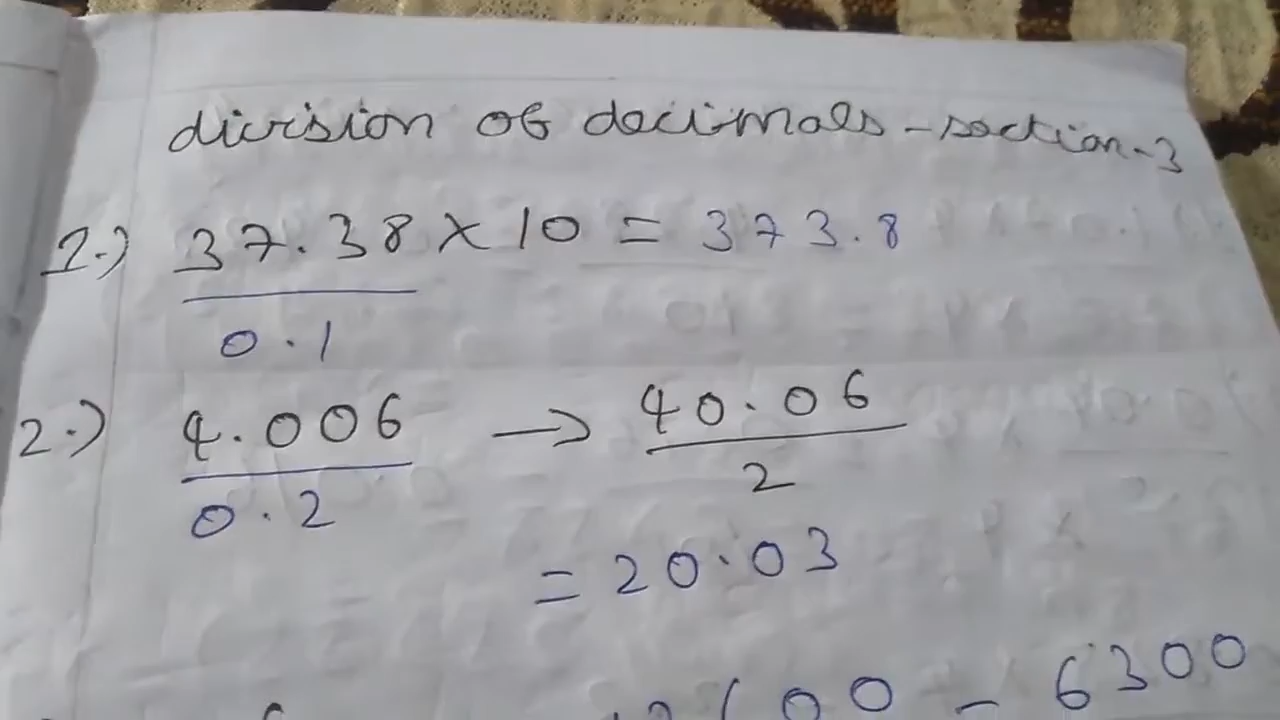 division of decimals - section-3
1.) 37.38 × 10 = 373.8
0.1
2.) 4.006 → 40.06
0.2 2
= 20.03
00 = 6300